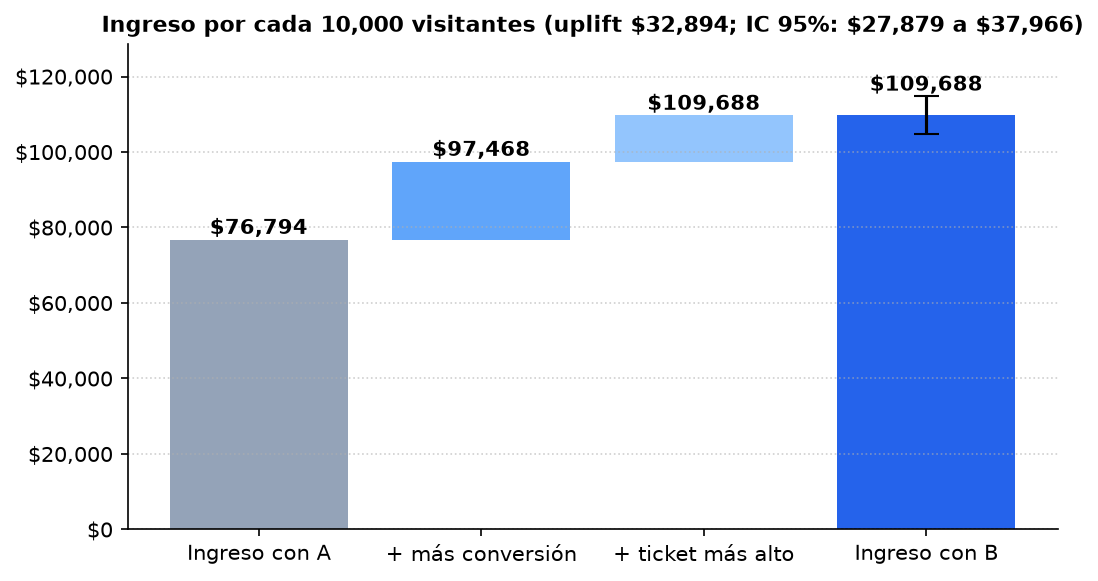 Ingreso por cada 10,000 visitantes (uplift $32,894; IC 95%: $27,879 a $37,966)
$120,000
$100,000
$80,000
$60,000
$40,000
$20,000
$0
$76,794
$97,468
$109,688
$109,688
Ingreso con A
+ más conversión
+ ticket más alto
Ingreso con B